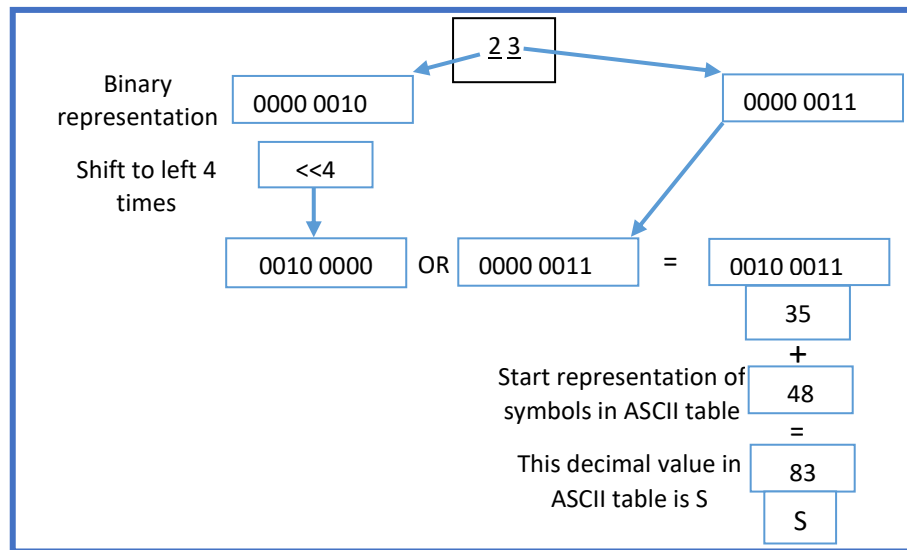 2 3
Binary
representation
0000 0010
0000 0011
Shift to left 4
times
<<4
0010 0000 OR 0000 0011 = 0010 0011
35
+
Start representation of
symbols in ASCII table
48
=
This decimal value in
ASCII table is S
83
S